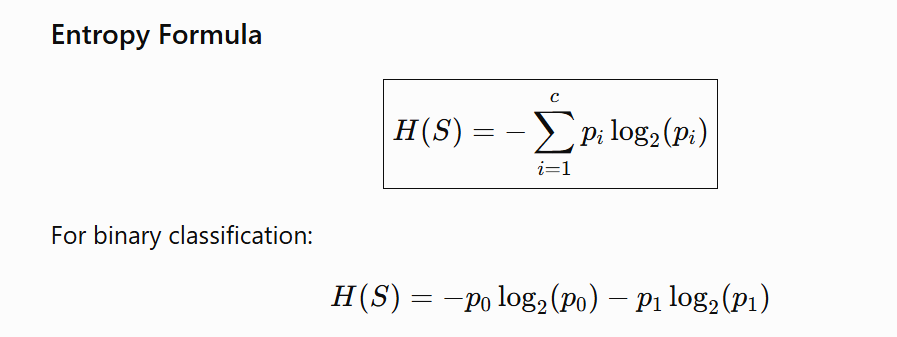 Entropy Formula
H(S) = − ∑_{i=1}^{c} p_i log_2(p_i)
For binary classification:
H(S) = −p_0 log_2(p_0) − p_1 log_2(p_1)